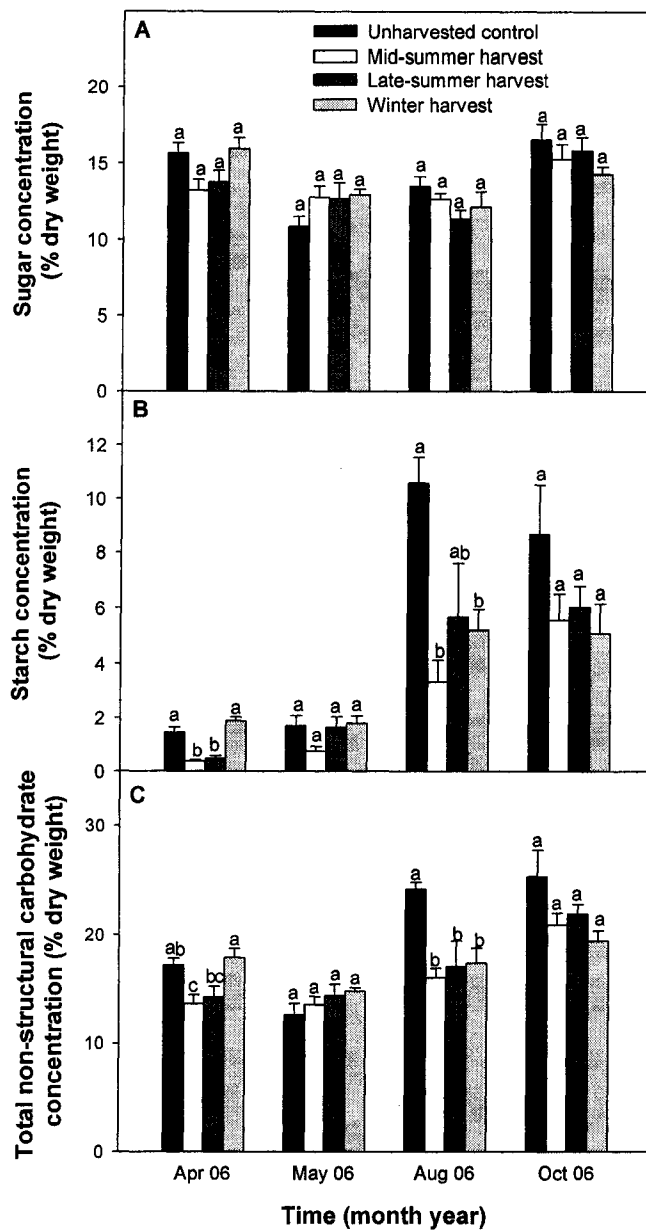 A
Unharvested control
Mid-summer harvest
Late-summer harvest
Winter harvest
Sugar concentration
(% dry weight)
20
15
10
5
0
a a a a
a a a a
a a a a
a a a a
B
Starch concentration
(% dry weight)
12
10
8
6
4
2
0
a b b a
a a a a
a b ab b
a a a a
C
Total non-structural carbohydrate
concentration (% dry weight)
30
20
10
0
ab c bc a
a a a a
a b b b
a a a a
Apr 06 May 06 Aug 06 Oct 06
Time (month year)